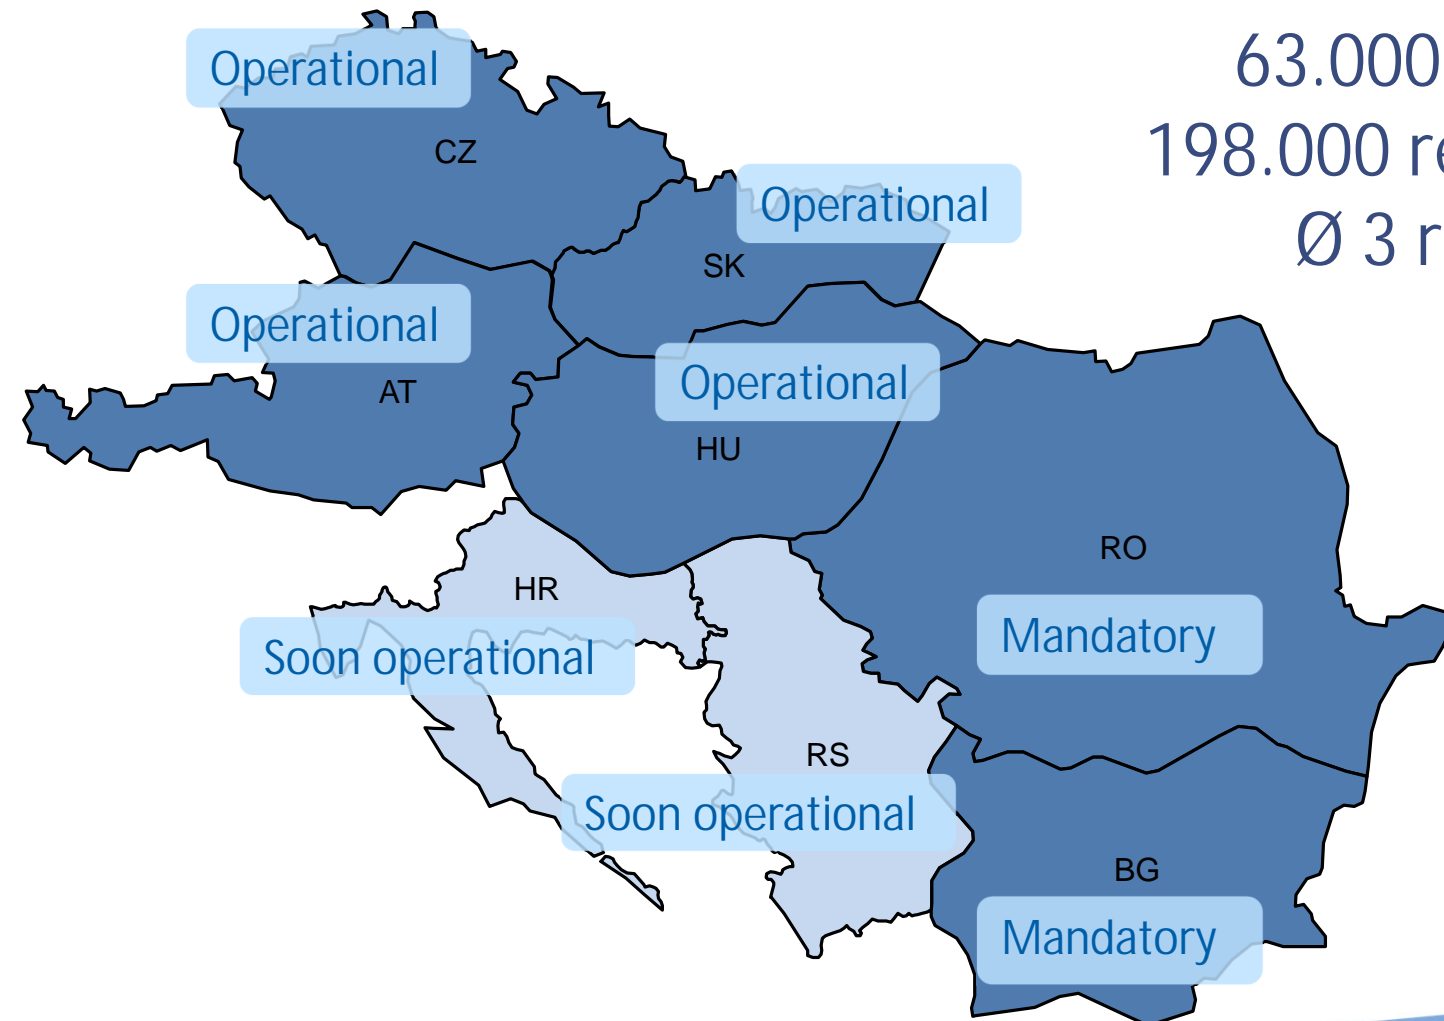 Operational
63.000
CZ
198.000
Operational
Ø 3
SK
Operational
Operational
AT
HU
RO
HR
Mandatory
Soon operational
RS
Soon operational
BG
Mandatory